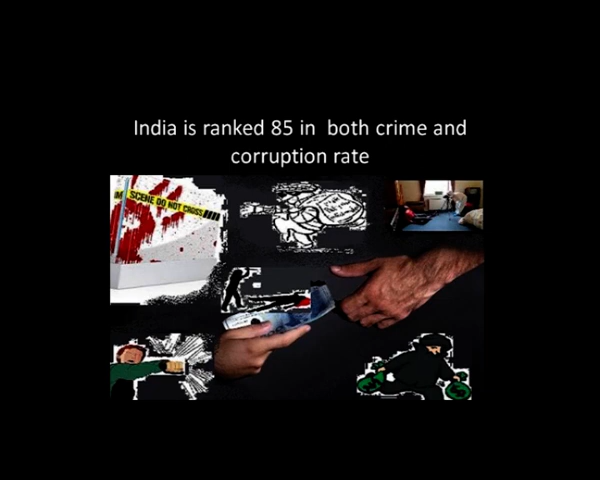 India is ranked 85 in  both crime and
corruption rate
SCENE DO NOT CROSS